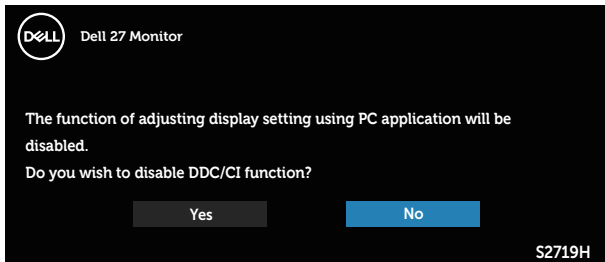 DELL
Dell 27 Monitor
The function of adjusting display setting using PC application will be
disabled.
Do you wish to disable DDC/CI function?
Yes
No
S2719H